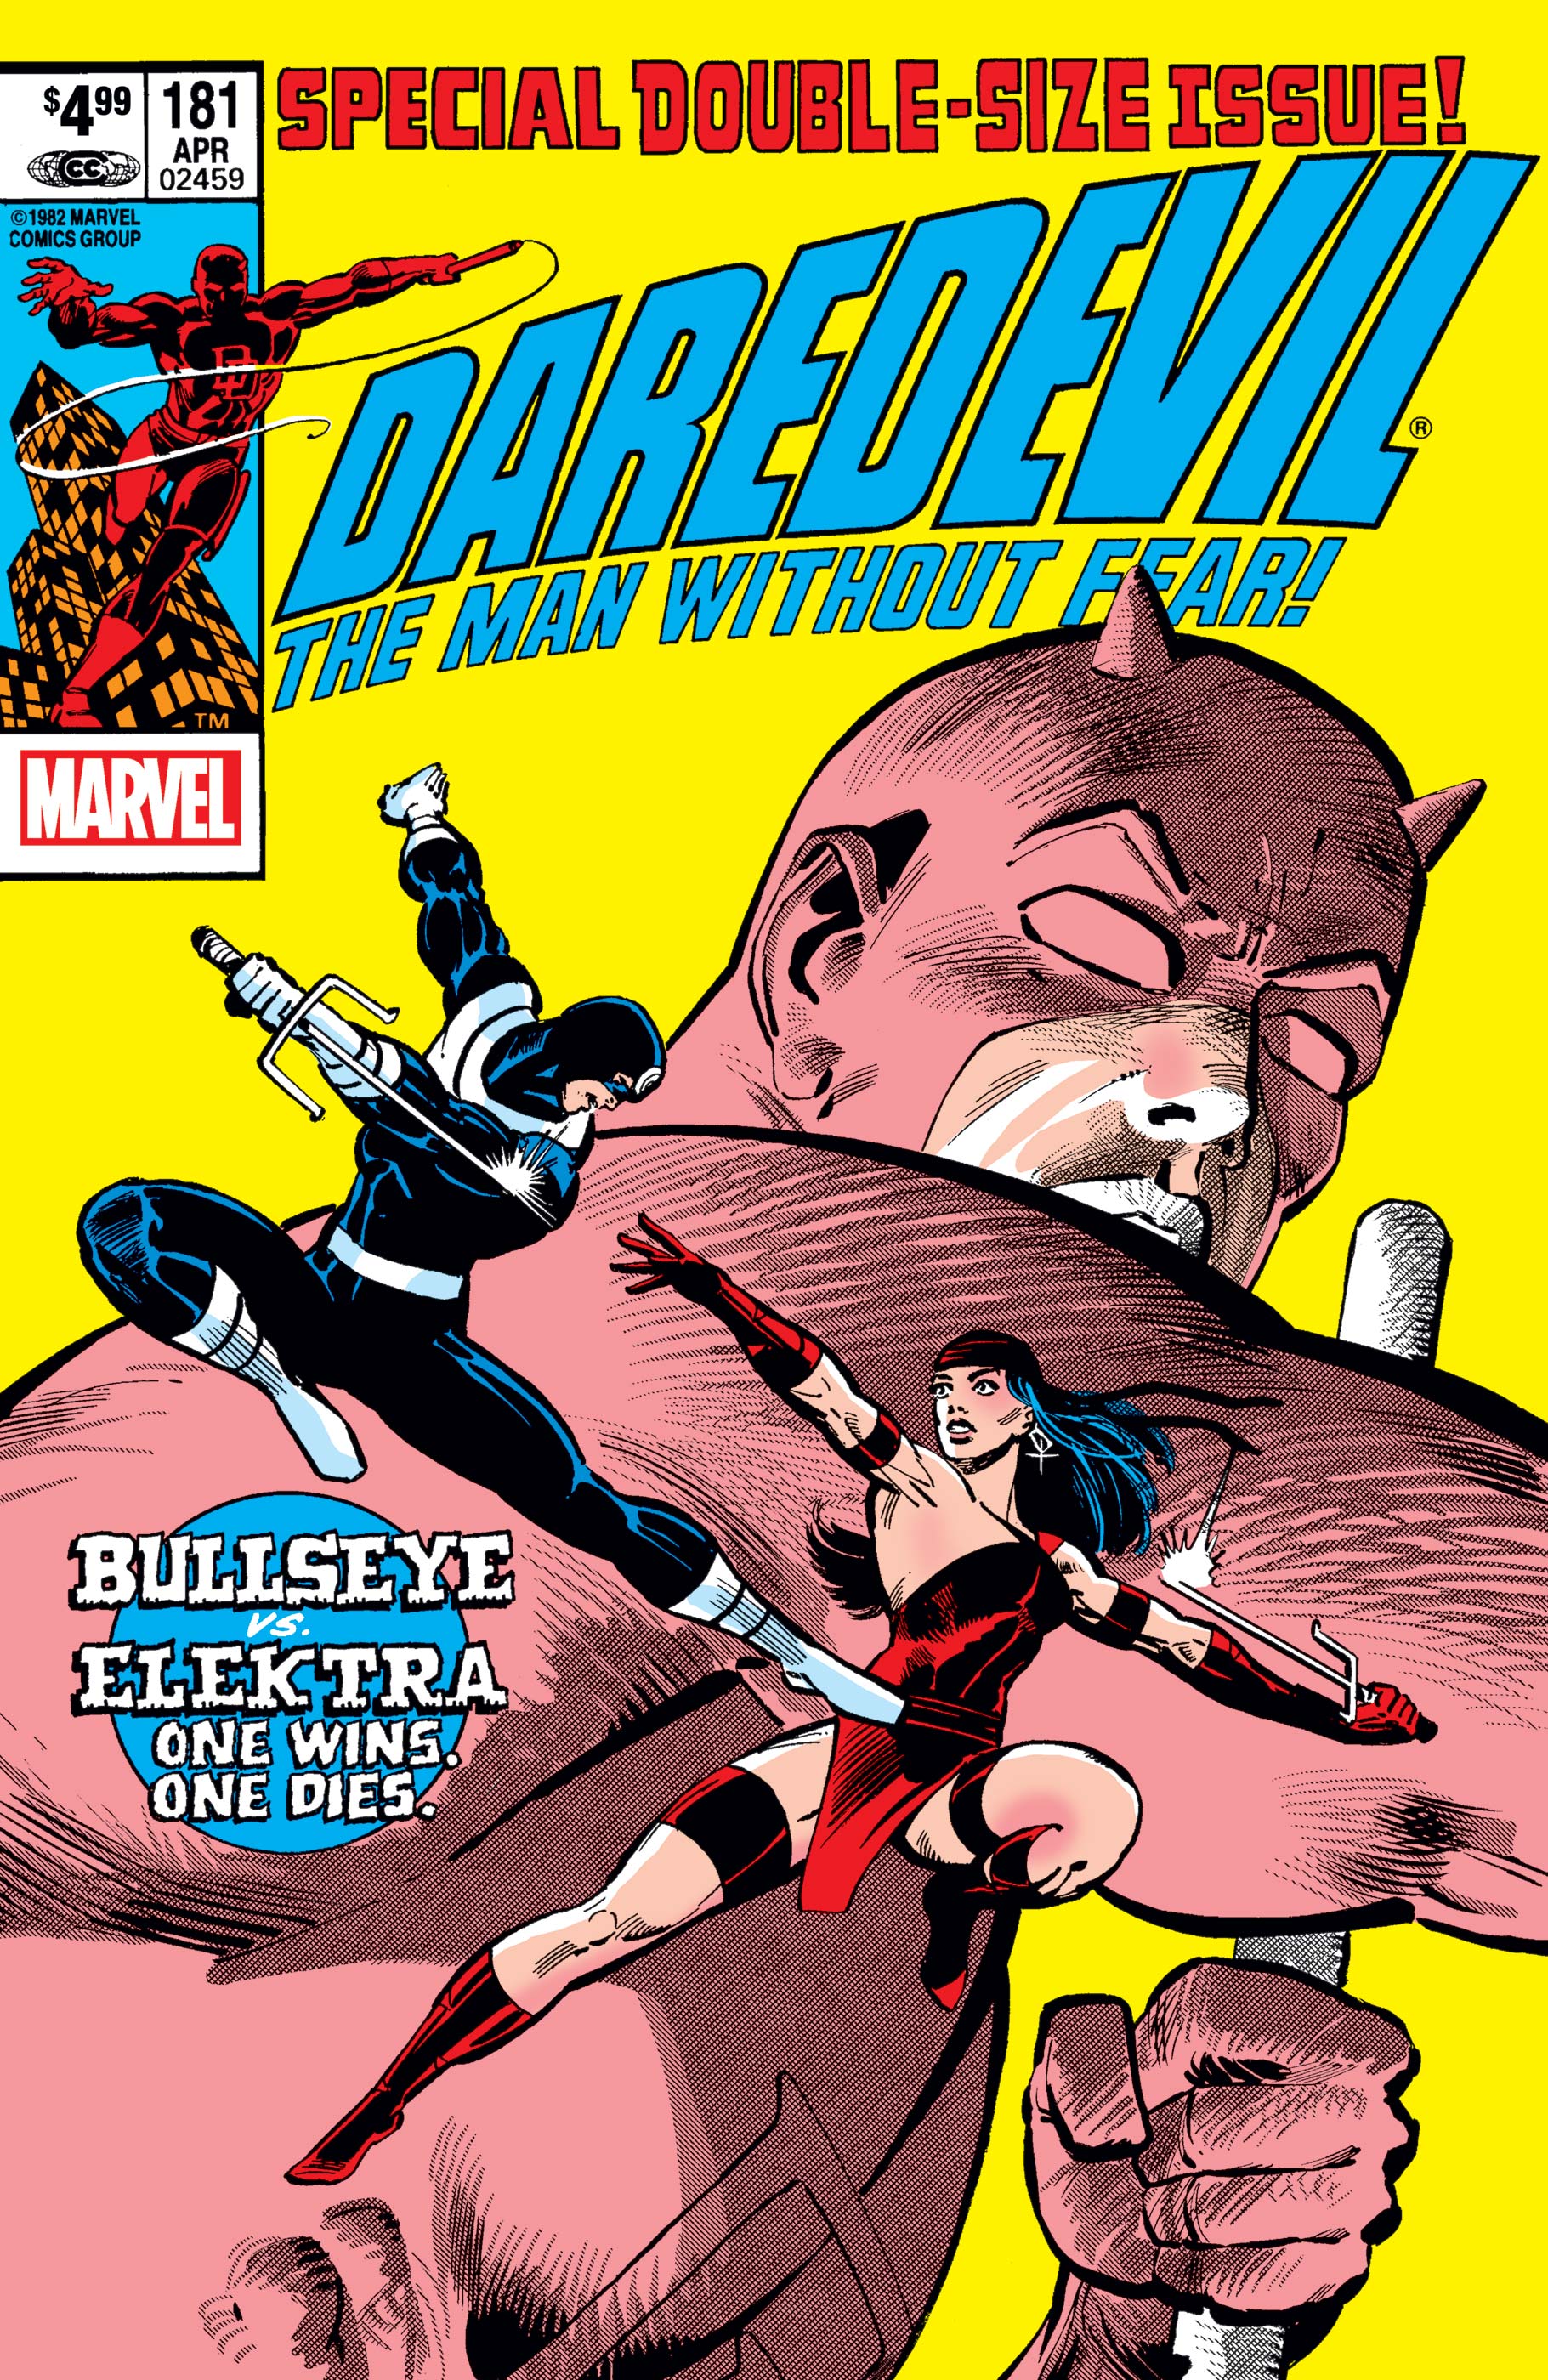 $4.99
181
APR
02459
CC
SPECIAL DOUBLE-SIZE ISSUE!
©1982 MARVEL
COMICS GROUP
DD
TM
DAREDEVIL®
THE MAN WITHOUT FEAR!
MARVEL
BULLSEYE
VS.
ELEKTRA
ONE WINS.
ONE DIES.